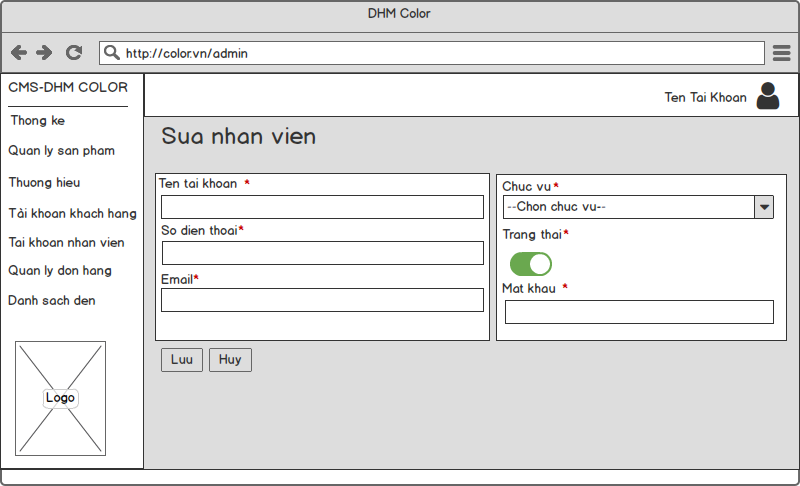 DHM Color
http://color.vn/admin
CMS-DHM COLOR
Thong ke
Quan ly san pham
Thuong hieu
Tài khoan khach hang
Tai khoan nhan vien
Quan ly don hang
Danh sach den
Logo
Ten Tai Khoan
Sua nhan vien
Ten tai khoan *
So dien thoai*
Email*
Chuc vu*
--Chon chuc vu--
Trang thai*
Mat khau *
Luu
Huy